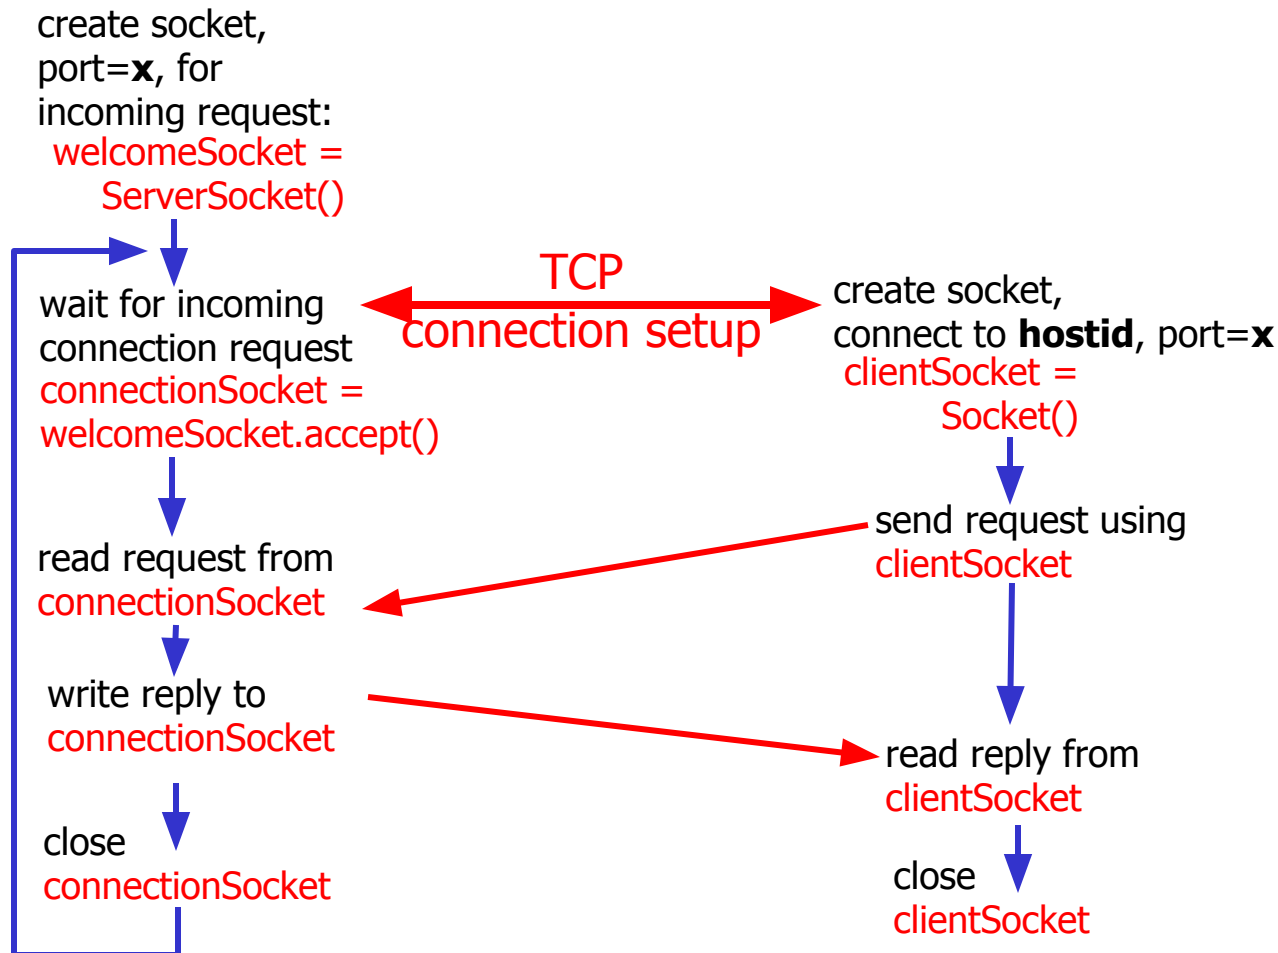 create socket,
port=x, for
incoming request:
welcomeSocket =
ServerSocket()
wait for incoming
connection request
connectionSocket =
welcomeSocket.accept()
read request from
connectionSocket
write reply to
connectionSocket
close
connectionSocket
TCP
connection setup
create socket,
connect to hostid, port=x
clientSocket =
Socket()
send request using
clientSocket
read reply from
clientSocket
close
clientSocket